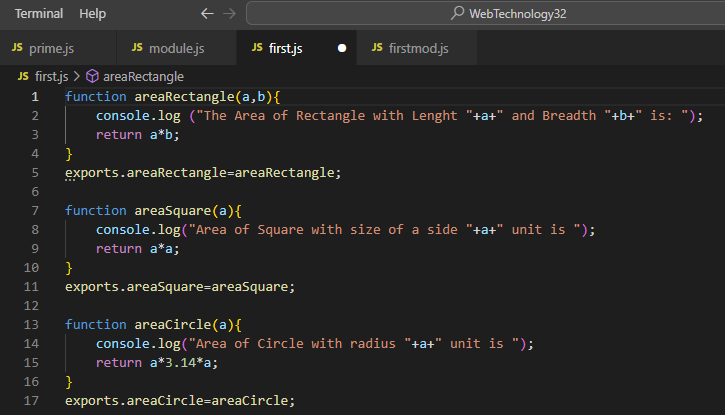 Terminal Help ← → WebTechnology32
JS prime.js JS module.js JS first.js ● JS firstmod.js
JS first.js > areaRectangle
1 function areaRectangle(a,b){
2     console.log ("The Area of Rectangle with Lenght "+a+" and Breadth "+b+" is: ");
3     return a*b;
4 }
5 exports.areaRectangle=areaRectangle;
6
7 function areaSquare(a){
8     console.log("Area of Square with size of a side "+a+" unit is ");
9     return a*a;
10 }
11 exports.areaSquare=areaSquare;
12
13 function areaCircle(a){
14     console.log("Area of Circle with radius "+a+" unit is ");
15     return a*3.14*a;
16 }
17 exports.areaCircle=areaCircle;